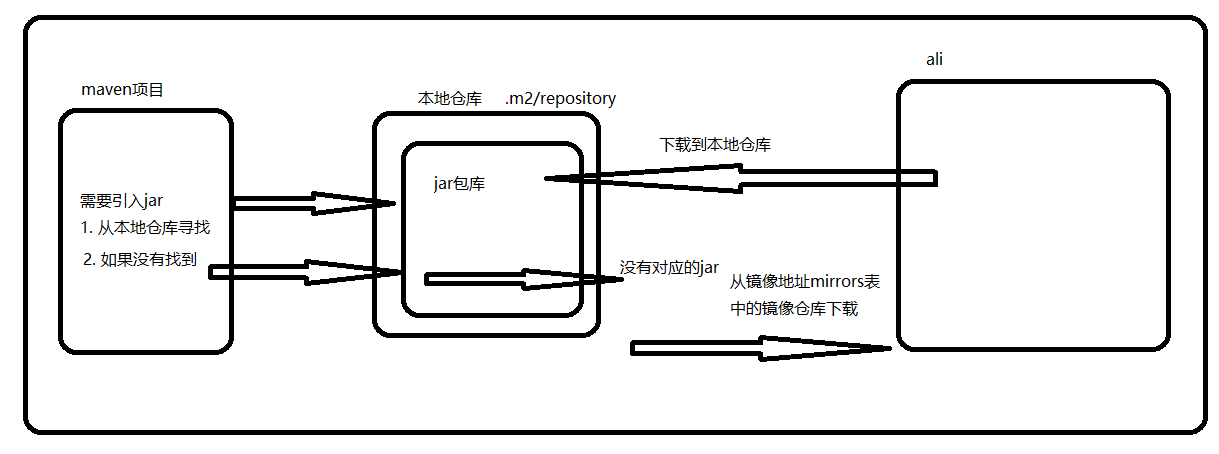 ali
maven项目
本地仓库 .m2/repository
下载到本地仓库
jar包库
需要引入jar
1. 从本地仓库寻找
2. 如果没有找到
没有对应的jar
从镜像地址mirrors表
中的镜像仓库下载